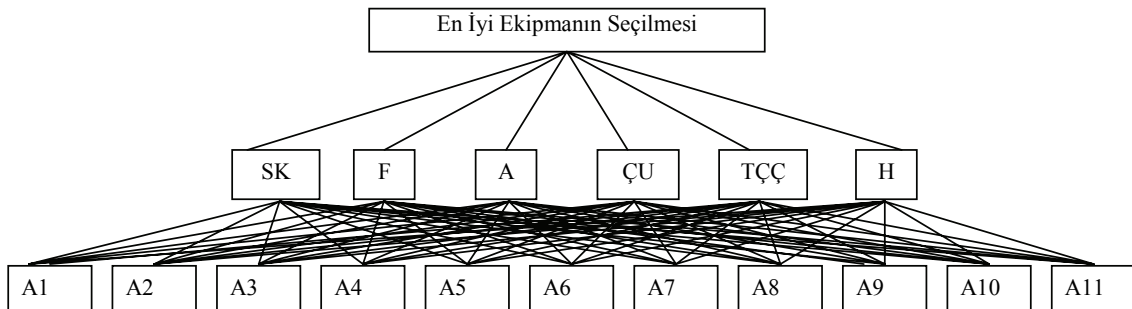 En İyi Ekipmanın Seçilmesi
SK F A ÇU TÇÇ H
A1 A2 A3 A4 A5 A6 A7 A8 A9 A10 A11